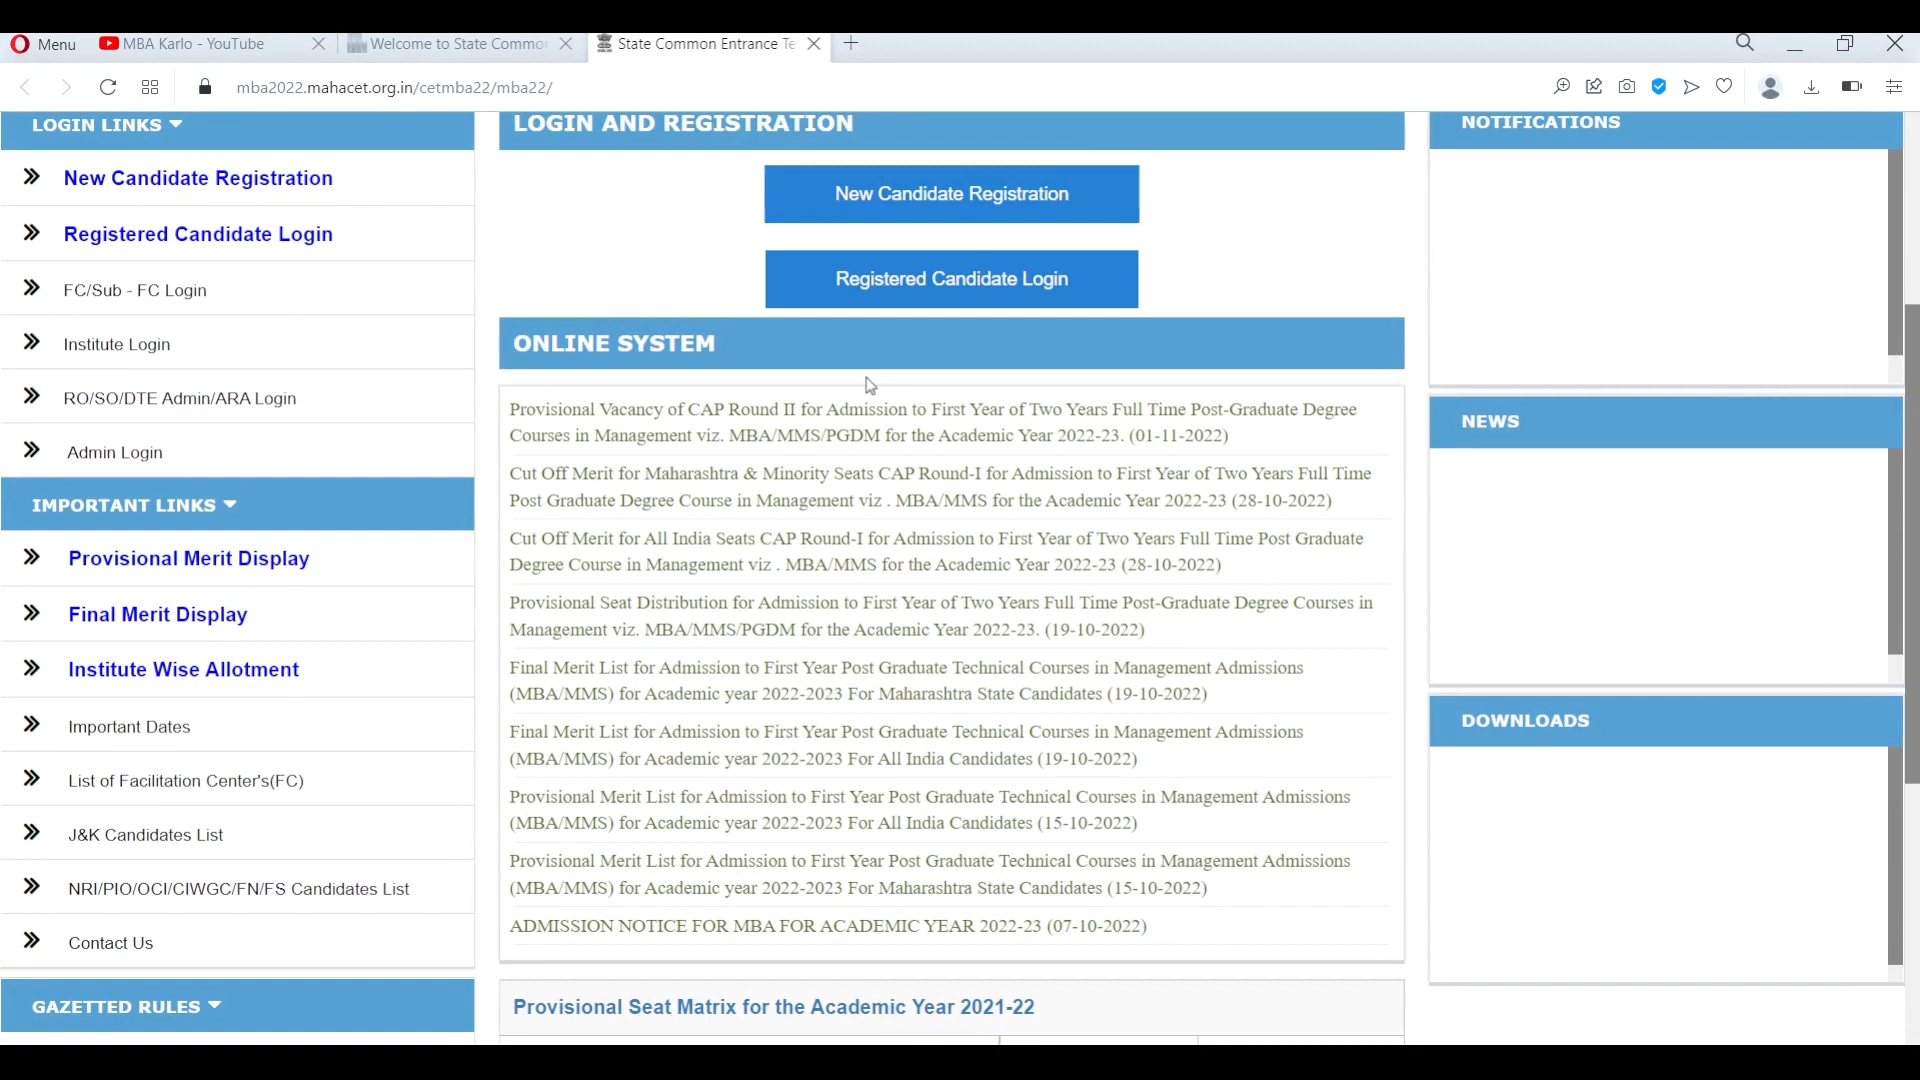 Menu
MBA Karlo - YouTube
Welcome to State Common
State Common Entrance Te
mba2022.mahacet.org.in/cetmba22/mba22/
LOGIN LINKS
New Candidate Registration
Registered Candidate Login
FC/Sub - FC Login
Institute Login
RO/SO/DTE Admin/ARA Login
Admin Login
IMPORTANT LINKS
Provisional Merit Display
Final Merit Display
Institute Wise Allotment
Important Dates
List of Facilitation Center's(FC)
J&K Candidates List
NRI/PIO/OCI/CIWGC/FN/FS Candidates List
Contact Us
GAZETTED RULES
LOGIN AND REGISTRATION
New Candidate Registration
Registered Candidate Login
ONLINE SYSTEM
Provisional Vacancy of CAP Round II for Admission to First Year of Two Years Full Time Post-Graduate Degree
Courses in Management viz. MBA/MMS/PGDM for the Academic Year 2022-23. (01-11-2022)
Cut Off Merit for Maharashtra & Minority Seats CAP Round-I for Admission to First Year of Two Years Full Time
Post Graduate Degree Course in Management viz . MBA/MMS for the Academic Year 2022-23 (28-10-2022)
Cut Off Merit for All India Seats CAP Round-I for Admission to First Year of Two Years Full Time Post Graduate
Degree Course in Management viz . MBA/MMS for the Academic Year 2022-23 (28-10-2022)
Provisional Seat Distribution for Admission to First Year of Two Years Full Time Post-Graduate Degree Courses in
Management viz. MBA/MMS/PGDM for the Academic Year 2022-23. (19-10-2022)
Final Merit List for Admission to First Year Post Graduate Technical Courses in Management Admissions
(MBA/MMS) for Academic year 2022-2023 For Maharashtra State Candidates (19-10-2022)
Final Merit List for Admission to First Year Post Graduate Technical Courses in Management Admissions
(MBA/MMS) for Academic year 2022-2023 For All India Candidates (19-10-2022)
Provisional Merit List for Admission to First Year Post Graduate Technical Courses in Management Admissions
(MBA/MMS) for Academic year 2022-2023 For All India Candidates (15-10-2022)
Provisional Merit List for Admission to First Year Post Graduate Technical Courses in Management Admissions
(MBA/MMS) for Academic year 2022-2023 For Maharashtra State Candidates (15-10-2022)
ADMISSION NOTICE FOR MBA FOR ACADEMIC YEAR 2022-23 (07-10-2022)
Provisional Seat Matrix for the Academic Year 2021-22
NOTIFICATIONS
NEWS
DOWNLOADS